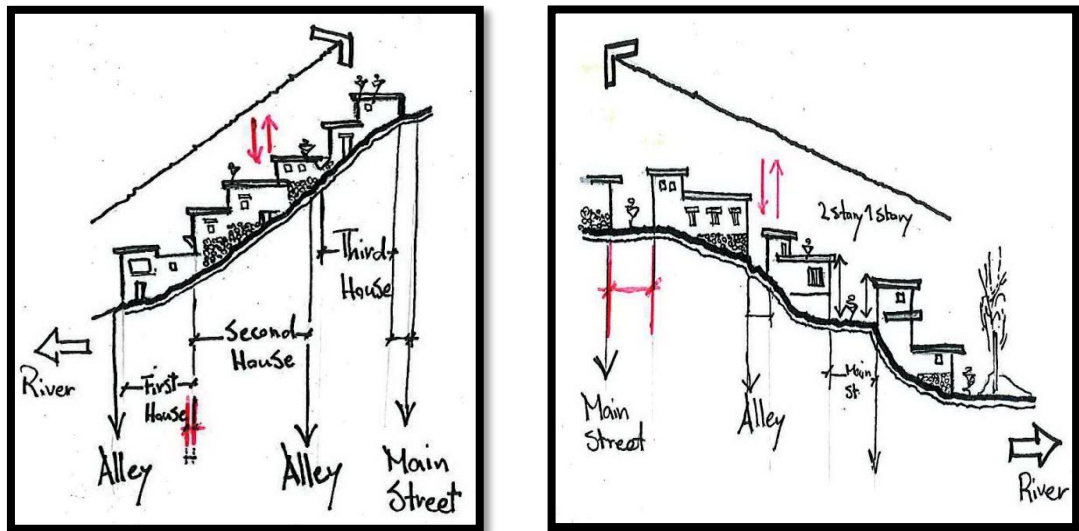 Third
House
Second
House
River
First
House
Alley
Alley
Main
Street
2 story 1 story
Main
St.
Main
Street
Alley
River